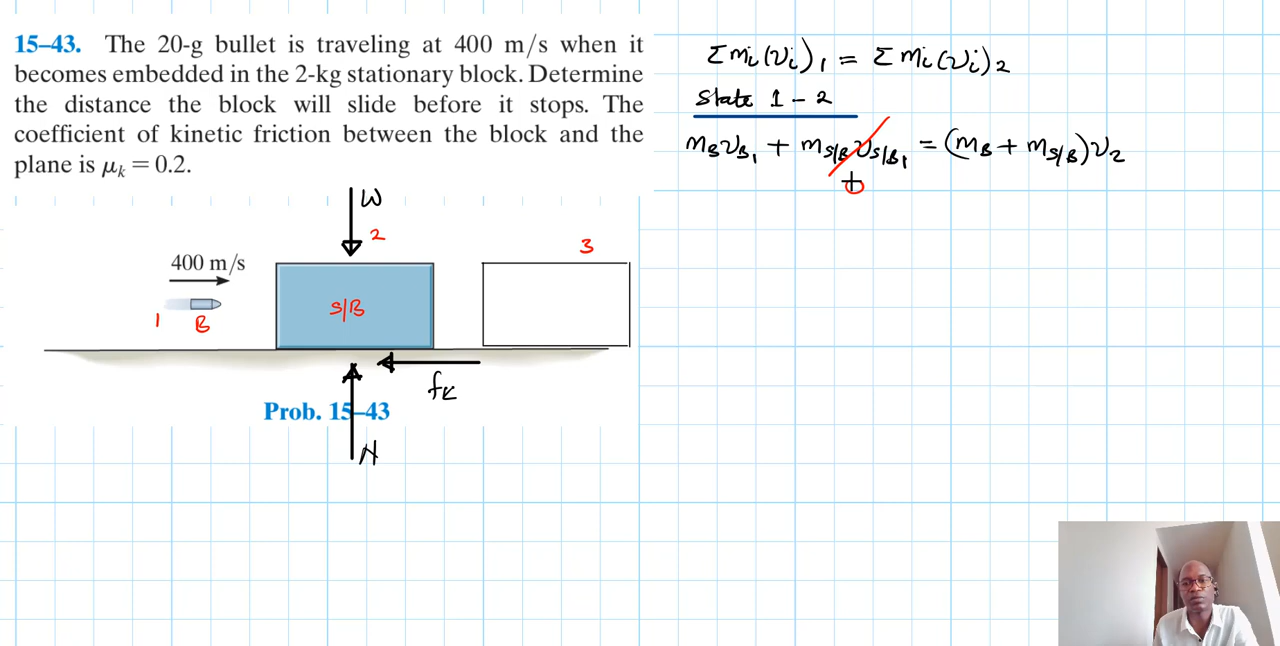 15–43. The 20-g bullet is traveling at 400 m/s when it
becomes embedded in the 2-kg stationary block. Determine
the distance the block will slide before it stops. The
coefficient of kinetic friction between the block and the
plane is μk = 0.2.
Σmi(vi)1 = Σmi(vi)2
State 1 – 2
mBvB1 + mS/BvS/B1 = (mB + mS/B)v2
0
W
2
3
400 m/s
S/B
1 B
fk
Prob. 15–43
N